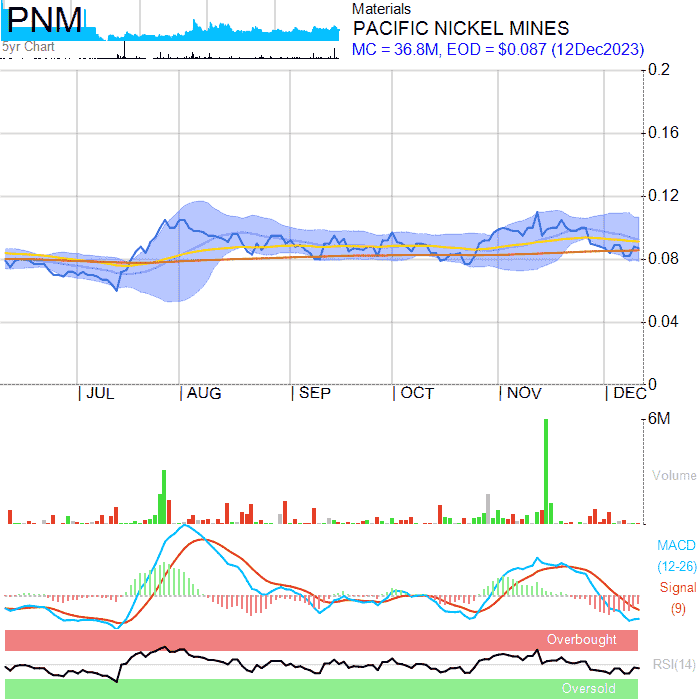 PNM
5yr Chart
Materials
PACIFIC NICKEL MINES
MC = 36.8M, EOD = $0.087 (12Dec2023)
0.2
0.16
0.12
0.08
0.04
0
| JUL | AUG | SEP | OCT | NOV | DEC
6M
Volume
MACD
(12-26)
Signal
(9)
Overbought
RSI(14)
Oversold